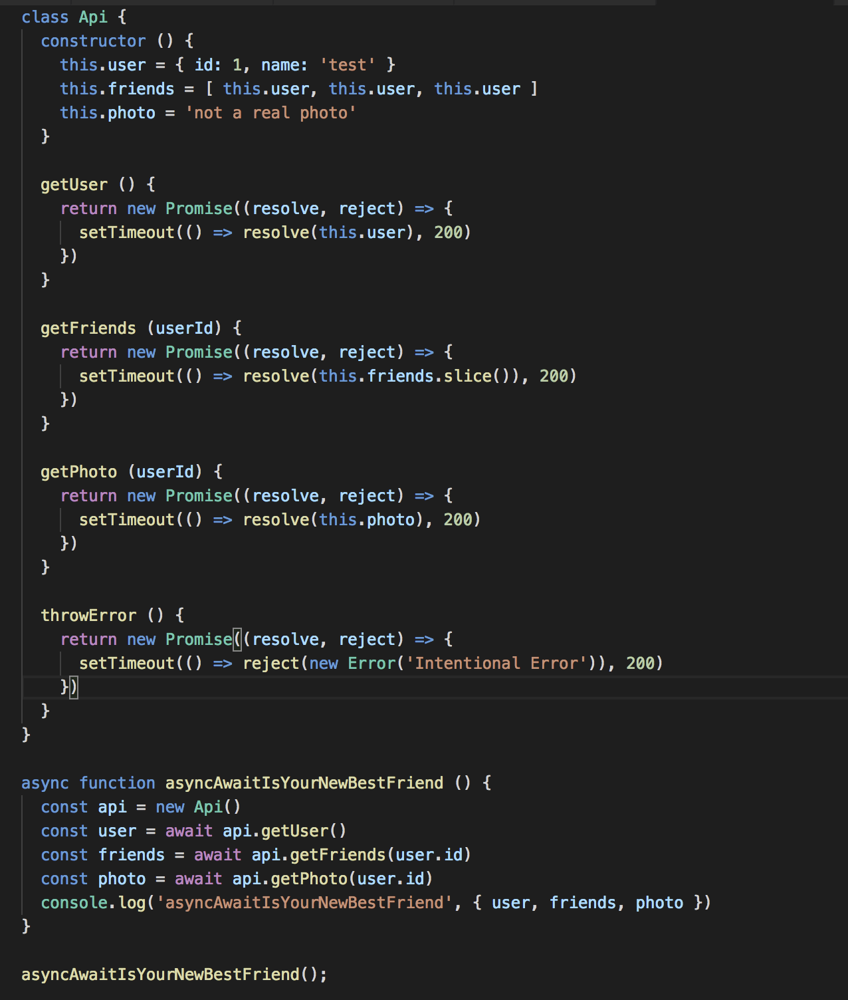 class Api {
  constructor () {
    this.user = { id: 1, name: 'test' }
    this.friends = [ this.user, this.user, this.user ]
    this.photo = 'not a real photo'
  }

  getUser () {
    return new Promise((resolve, reject) => {
      setTimeout(() => resolve(this.user), 200)
    })
  }

  getFriends (userId) {
    return new Promise((resolve, reject) => {
      setTimeout(() => resolve(this.friends.slice()), 200)
    })
  }

  getPhoto (userId) {
    return new Promise((resolve, reject) => {
      setTimeout(() => resolve(this.photo), 200)
    })
  }

  throwError () {
    return new Promise((resolve, reject) => {
      setTimeout(() => reject(new Error('Intentional Error')), 200)
    })
  }
}

async function asyncAwaitIsYourNewBestFriend () {
  const api = new Api()
  const user = await api.getUser()
  const friends = await api.getFriends(user.id)
  const photo = await api.getPhoto(user.id)
  console.log('asyncAwaitIsYourNewBestFriend', { user, friends, photo })
}

asyncAwaitIsYourNewBestFriend();